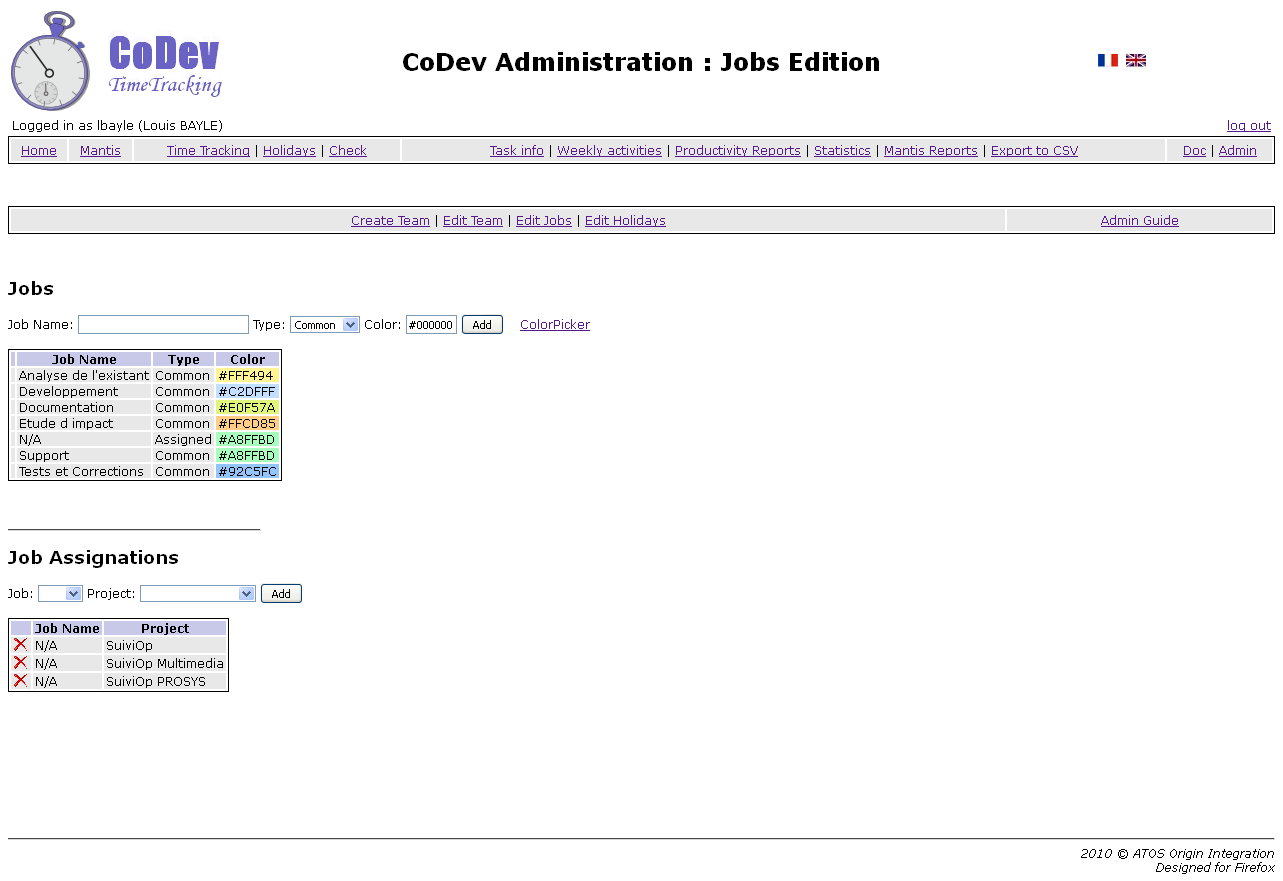 CoDev
TimeTracking
CoDev Administration : Jobs Edition
Logged in as lbayle (Louis BAYLE)
log out
Home Mantis Time Tracking | Holidays | Check Task info | Weekly activities | Productivity Reports | Statistics | Mantis Reports | Export to CSV Doc | Admin
Create Team | Edit Team | Edit Jobs | Edit Holidays Admin Guide
Jobs
Job Name: Type: Common Color: #000000 Add ColorPicker
Job Name Type Color
Analyse de l'existant Common #FFF494
Developpement Common #C2DFFF
Documentation Common #E0F57A
Etude d impact Common #FFCD85
N/A Assigned #A8FFBD
Support Common #A8FFBD
Tests et Corrections Common #92C5FC
Job Assignations
Job: Project: Add
Job Name Project
N/A SuiviOp
N/A SuiviOp Multimedia
N/A SuiviOp PROSYS
2010 © ATOS Origin Integration
Designed for Firefox